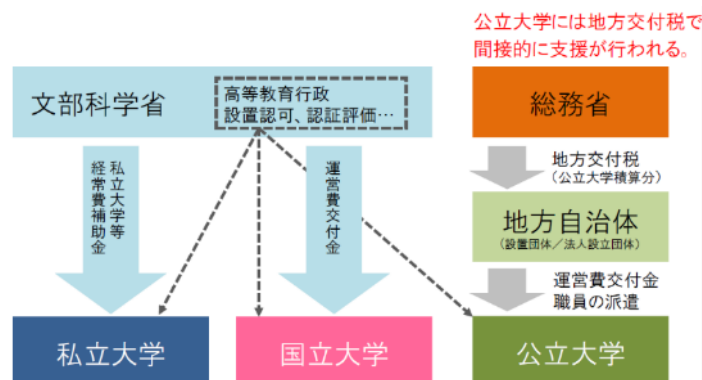 公立大学には地方交付税で
間接的に支援が行われる。
文部科学省
高等教育行政
設置認可、認証評価…
総務省
私立大学等
経常費補助金
運営費交付金
地方交付税
（公立大学積算分）
地方自治体
（設置団体／法人設立団体）
運営費交付金
職員の派遣
私立大学
国立大学
公立大学